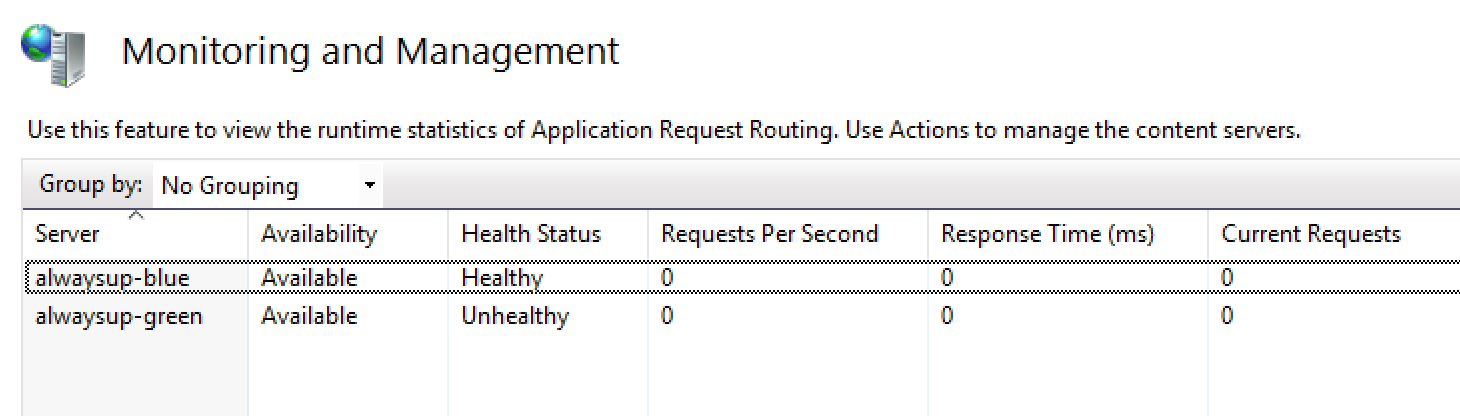 Monitoring and Management
Use this feature to view the runtime statistics of Application Request Routing. Use Actions to manage the content servers.
Group by: No Grouping
Server Availability Health Status Requests Per Second Response Time (ms) Current Requests
alwaysup-blue Available Healthy 0 0 0
alwaysup-green Available Unhealthy 0 0 0